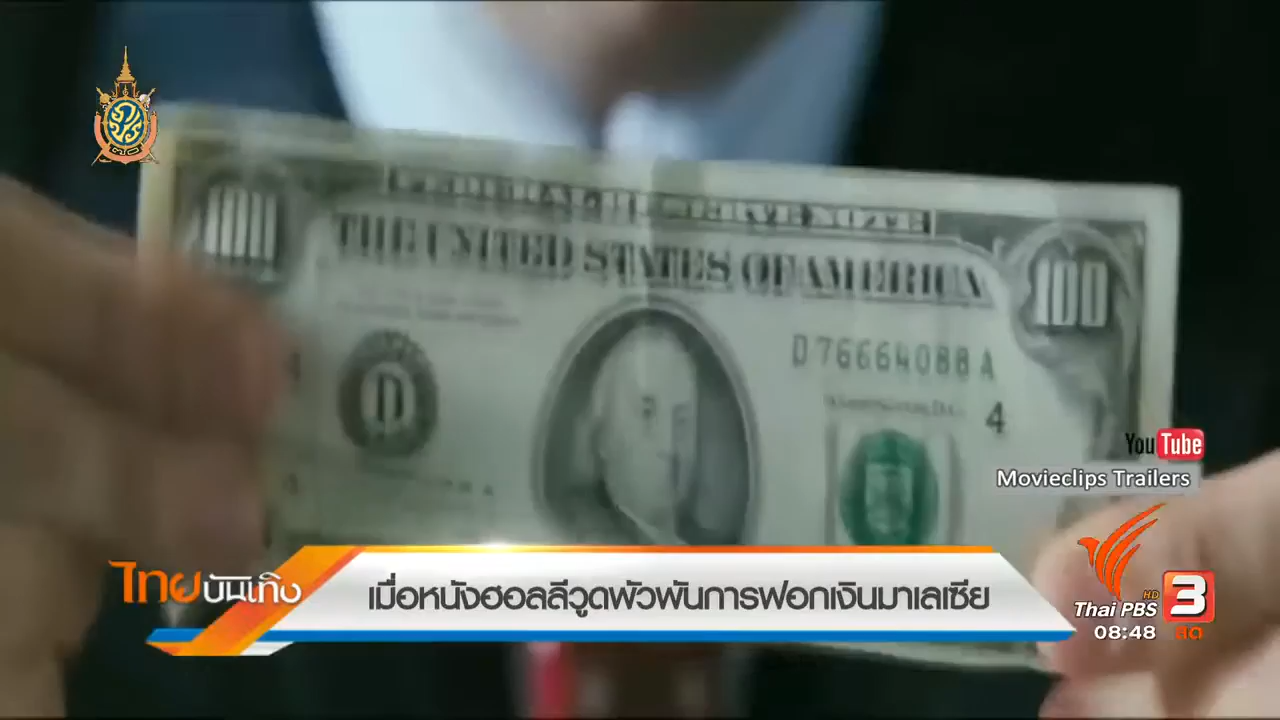 100
FEDERAL RESERVE NOTE
THE UNITED STATES OF AMERICA
100
D 76664088 A
D
4
YouTube
Movieclips Trailers
ไทยบันเทิง
เมื่อหนังฮอลลีวูดพัวพันการฟอกเงินมาเลเซีย
HD
Thai PBS 3
08:48 สด